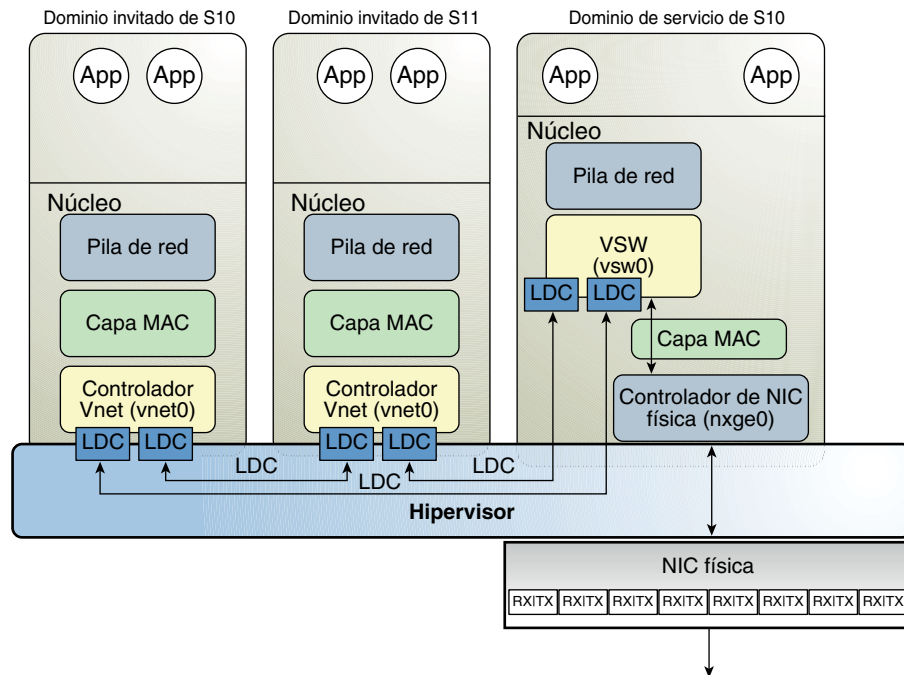 Dominio invitado de S10
Dominio invitado de S11
Dominio de servicio de S10
App
App
App
App
App
App
Núcleo
Pila de red
VSW
(vsw0)
LDC
LDC
Capa MAC
Controlador de NIC
física (nxge0)
Núcleo
Pila de red
Capa MAC
Controlador
Vnet (vnet0)
LDC
LDC
Núcleo
Pila de red
Capa MAC
Controlador
Vnet (vnet0)
LDC
LDC
LDC
LDC
LDC
Hipervisor
NIC física
RX|TX
RX|TX
RX|TX
RX|TX
RX|TX
RX|TX
RX|TX
RX|TX